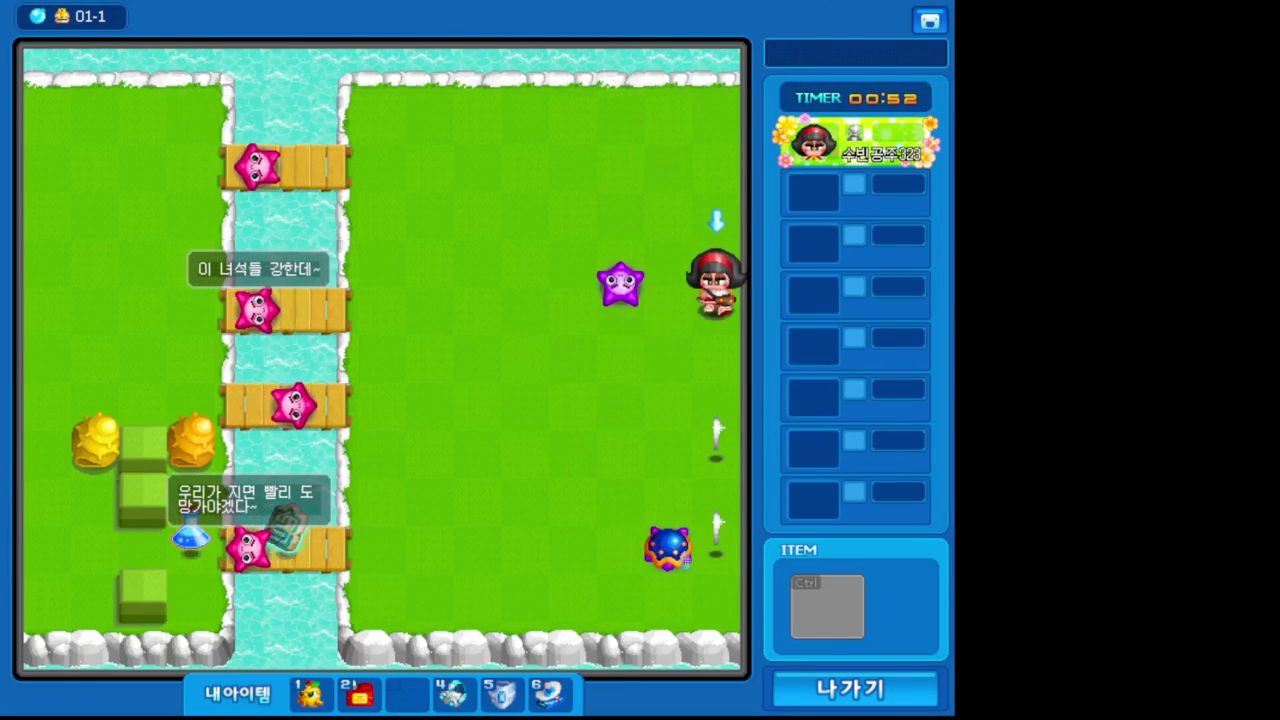 01-1
TIMER 00:52
수빈공주323
이 녀석들 강한데~
우리가 지면 빨리 도
망가야겠다~
ITEM
Ctrl
내아이템
1
2
4
5
6
나가기